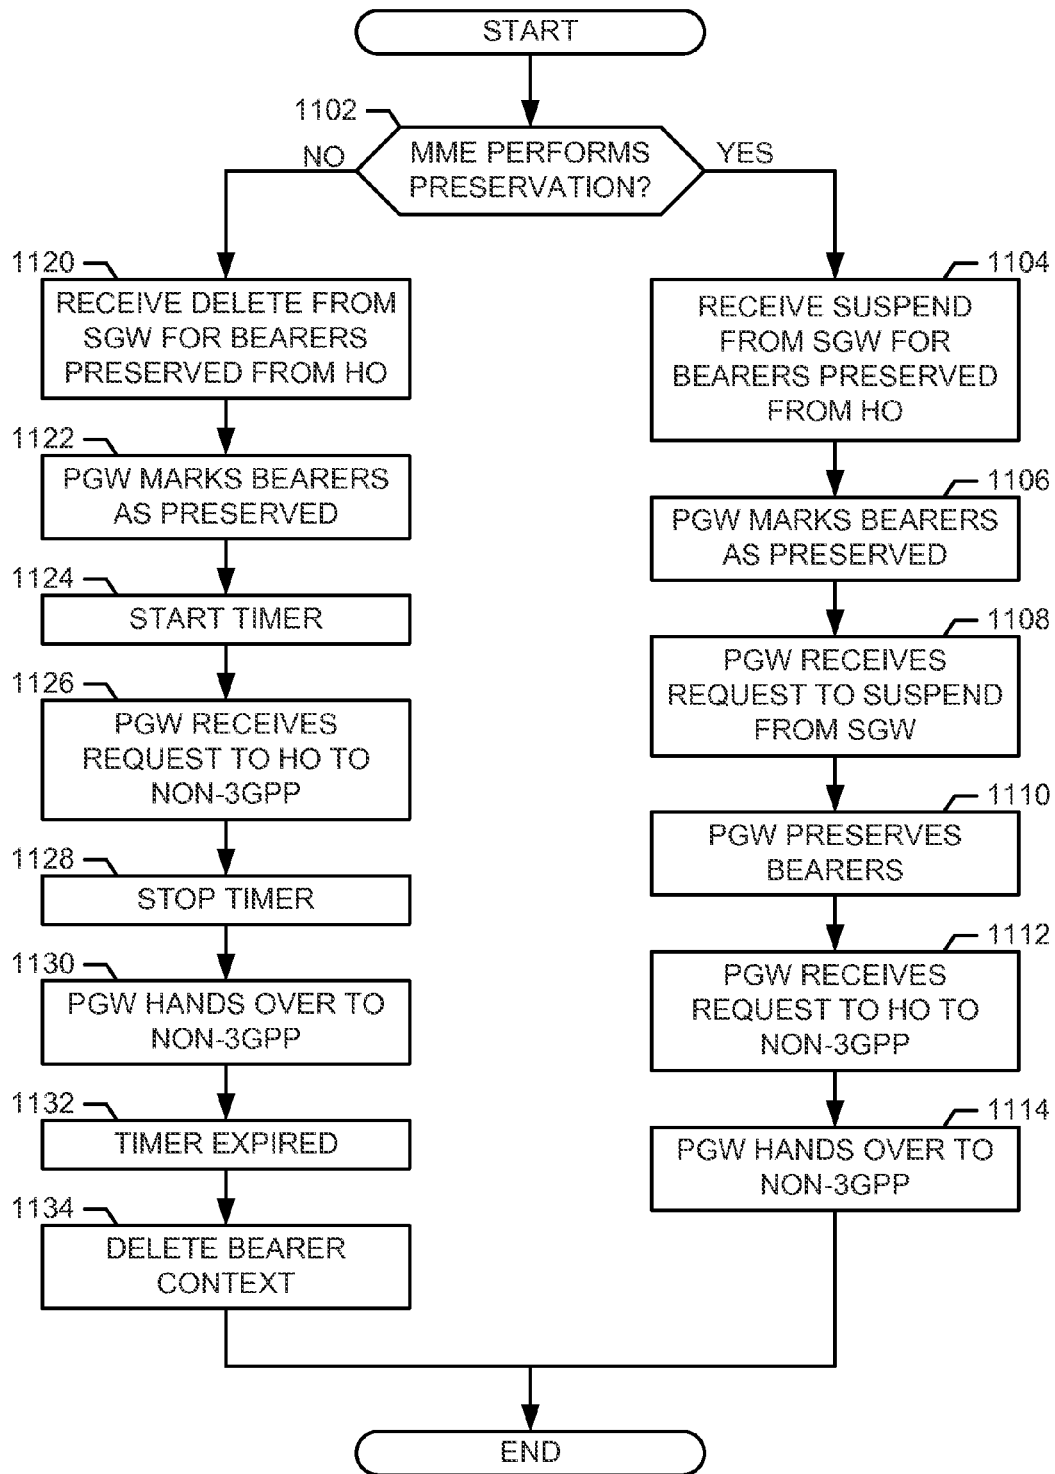 START
1102
MME PERFORMS
PRESERVATION?
NO
YES
1120
RECEIVE DELETE FROM
SGW FOR BEARERS
PRESERVED FROM HO
1122
PGW MARKS BEARERS
AS PRESERVED
1124
START TIMER
1126
PGW RECEIVES
REQUEST TO HO TO
NON-3GPP
1128
STOP TIMER
1130
PGW HANDS OVER TO
NON-3GPP
1132
TIMER EXPIRED
1134
DELETE BEARER
CONTEXT
1104
RECEIVE SUSPEND
FROM SGW FOR
BEARERS PRESERVED
FROM HO
1106
PGW MARKS BEARERS
AS PRESERVED
1108
PGW RECEIVES
REQUEST TO SUSPEND
FROM SGW
1110
PGW PRESERVES
BEARERS
1112
PGW RECEIVES
REQUEST TO HO TO
NON-3GPP
1114
PGW HANDS OVER TO
NON-3GPP
END